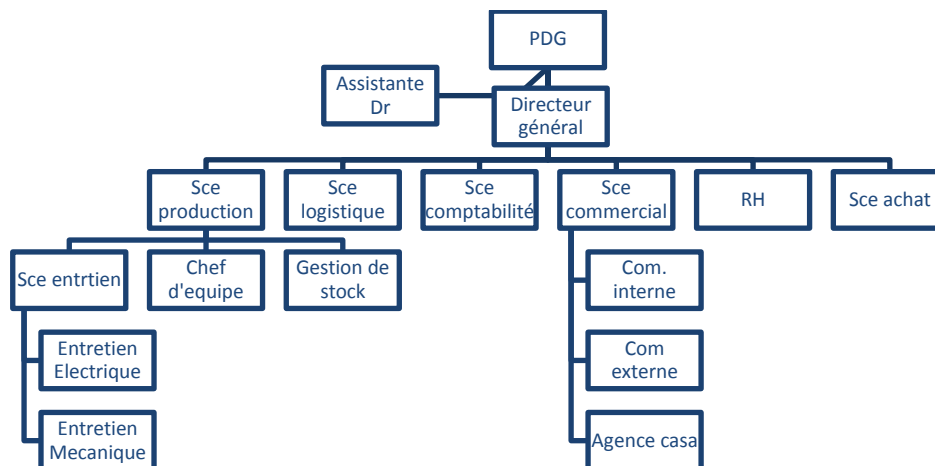 PDG
Assistante
Dr
Directeur
général
Sce
production
Sce
logistique
Sce
comptabilité
Sce
commercial
RH
Sce achat
Sce entrtien
Chef
d'equipe
Gestion de
stock
Com.
interne
Entretien
Electrique
Com
externe
Entretien
Mecanique
Agence casa